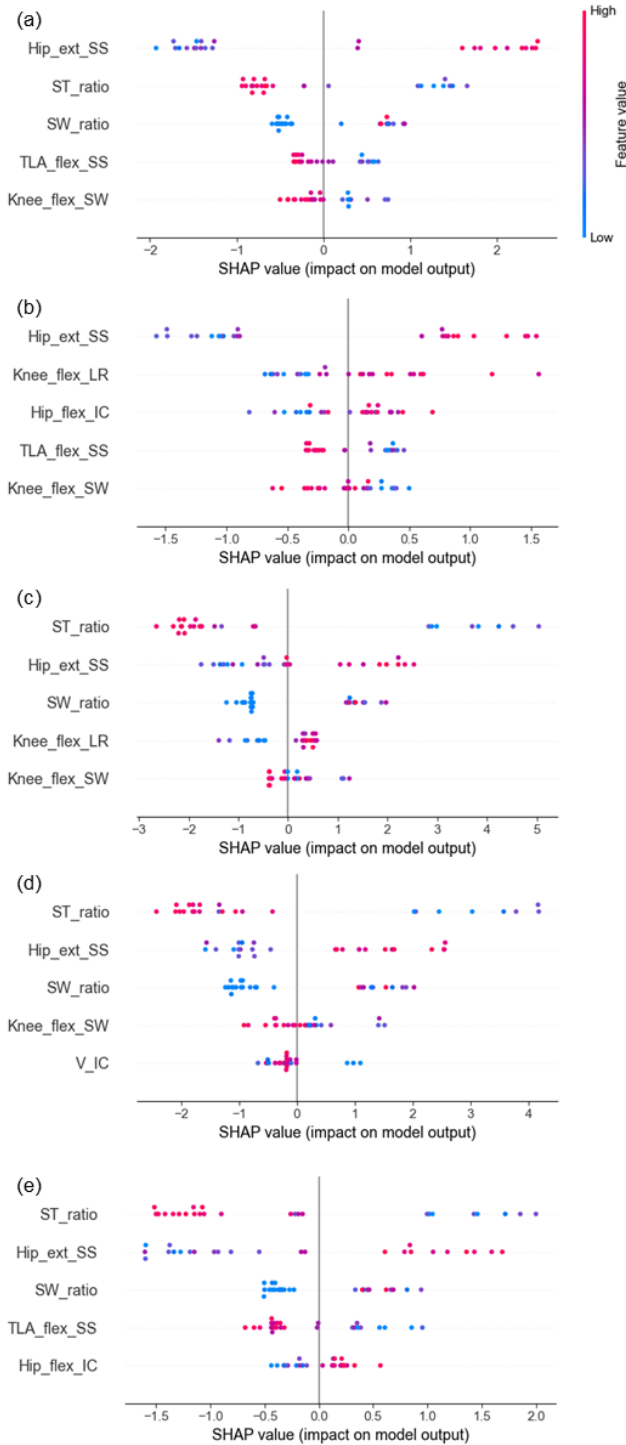 (a)
High
Hip_ext_SS
ST_ratio
SW_ratio
TLA_flex_SS
Knee_flex_SW
Feature value
Low
−2 −1 0 1 2
SHAP value (impact on model output)
(b)
Hip_ext_SS
Knee_flex_LR
Hip_flex_IC
TLA_flex_SS
Knee_flex_SW
−1.5 −1.0 −0.5 0.0 0.5 1.0 1.5
SHAP value (impact on model output)
(c)
ST_ratio
Hip_ext_SS
SW_ratio
Knee_flex_LR
Knee_flex_SW
−3 −2 −1 0 1 2 3 4 5
SHAP value (impact on model output)
(d)
ST_ratio
Hip_ext_SS
SW_ratio
Knee_flex_SW
V_IC
−2 −1 0 1 2 3 4
SHAP value (impact on model output)
(e)
ST_ratio
Hip_ext_SS
SW_ratio
TLA_flex_SS
Hip_flex_IC
−1.5 −1.0 −0.5 0.0 0.5 1.0 1.5 2.0
SHAP value (impact on model output)